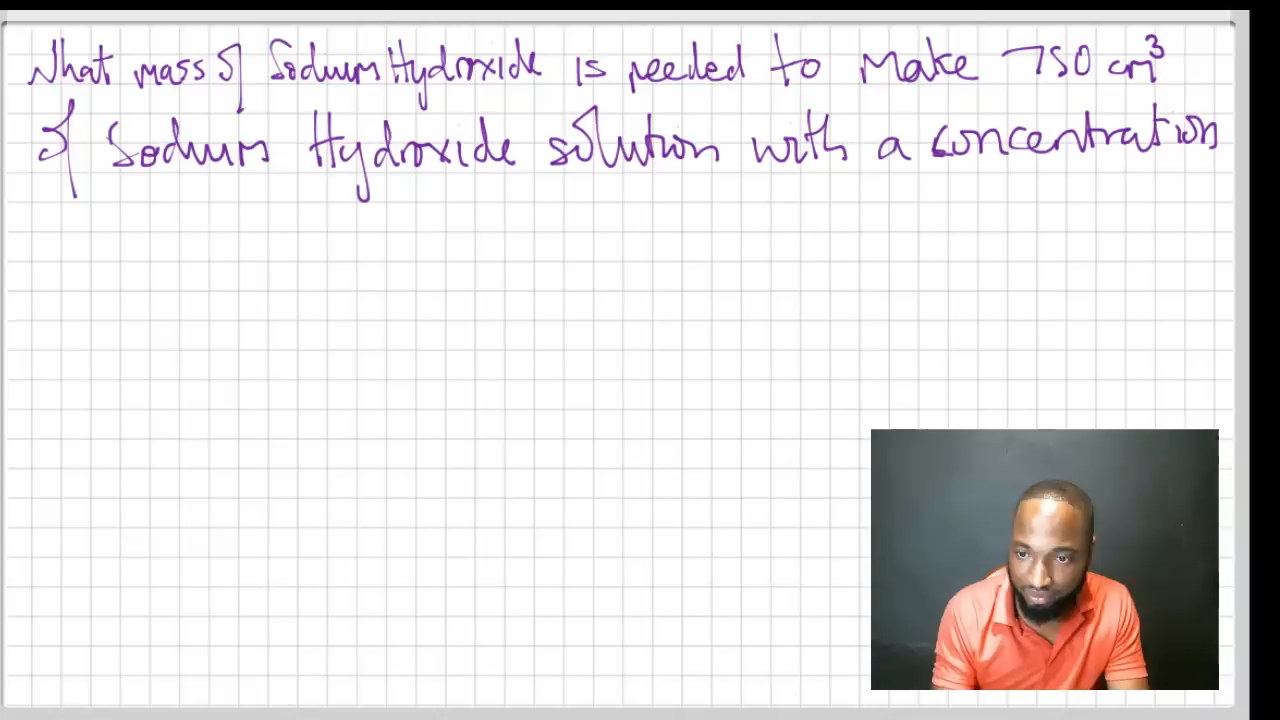 What mass of Sodium Hydroxide is needed to make 750 cm³
of Sodium Hydroxide solution with a concentration